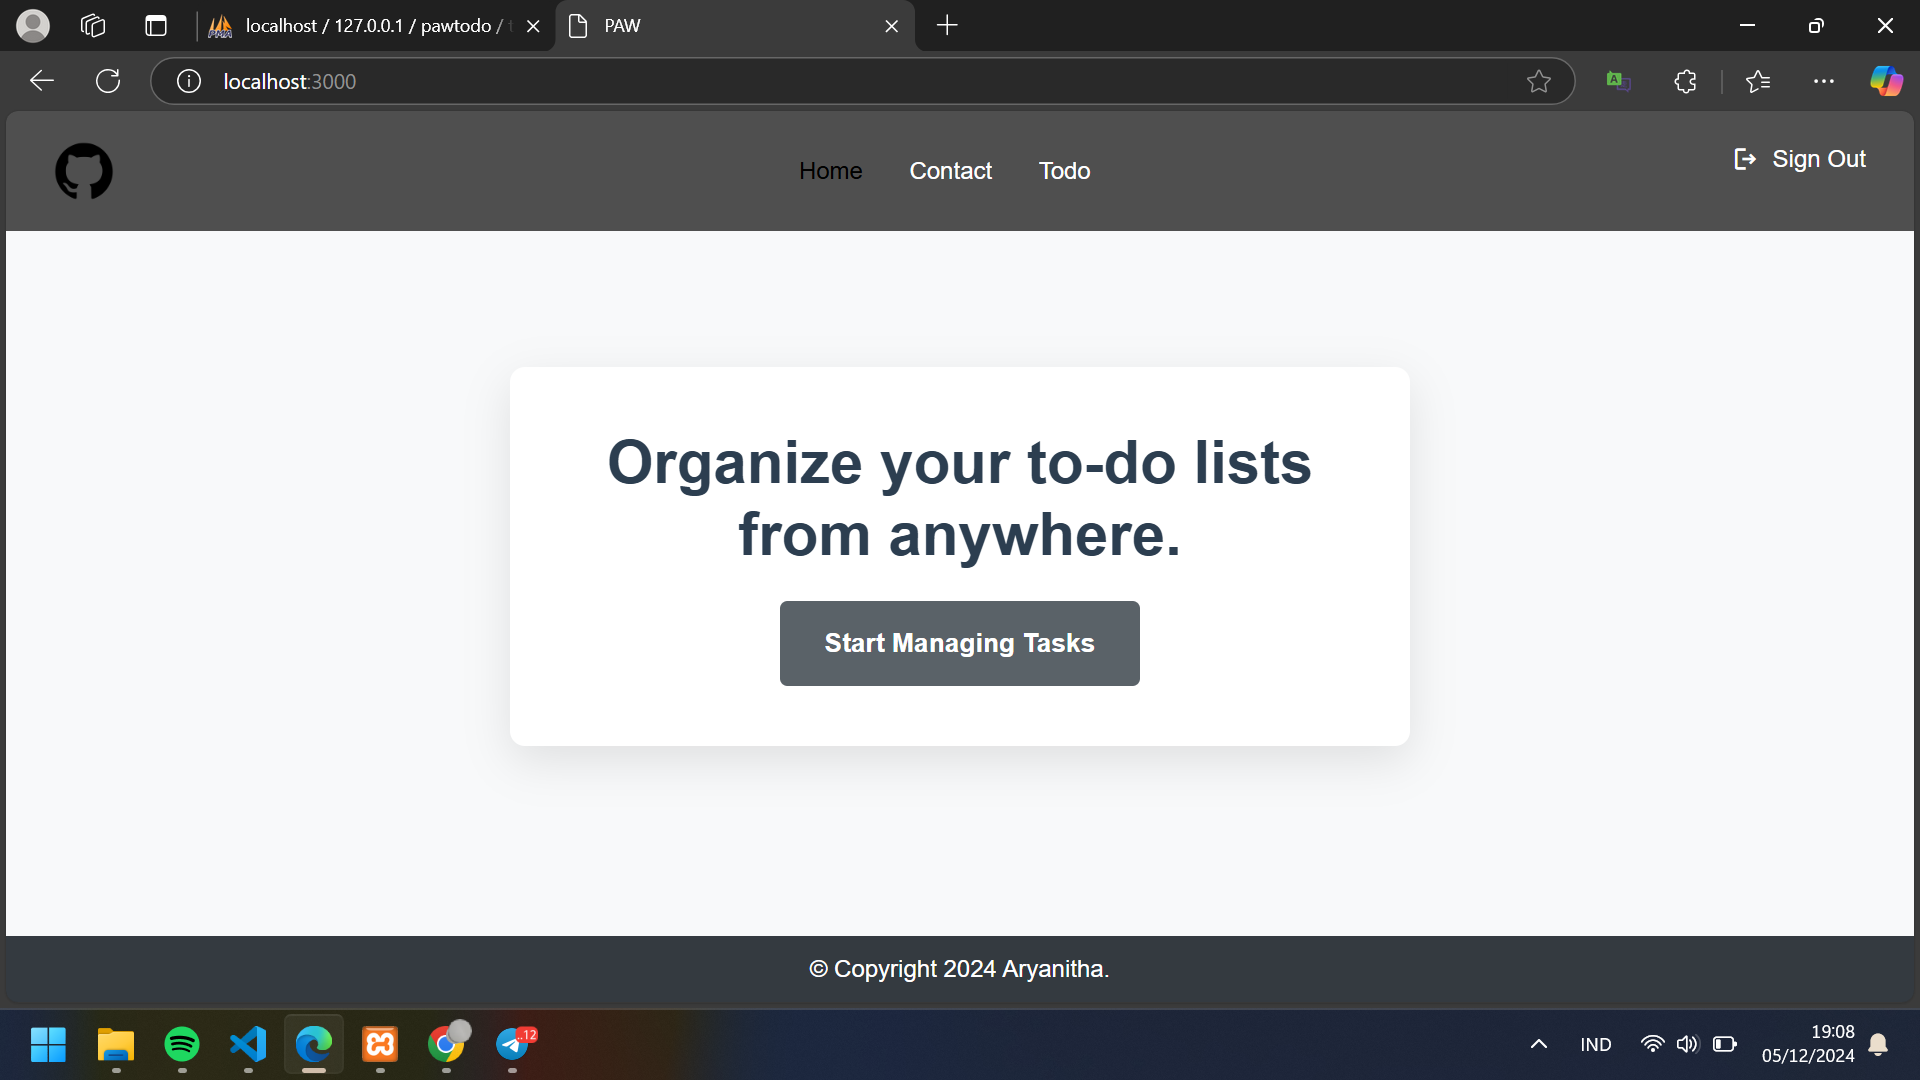 localhost / 127.0.0.1 / pawtodo /
PAW
localhost:3000
Home
Contact
Todo
Sign Out
Organize your to-do lists
from anywhere.
Start Managing Tasks
© Copyright 2024 Aryanitha.
..12
IND
19:08
05/12/2024